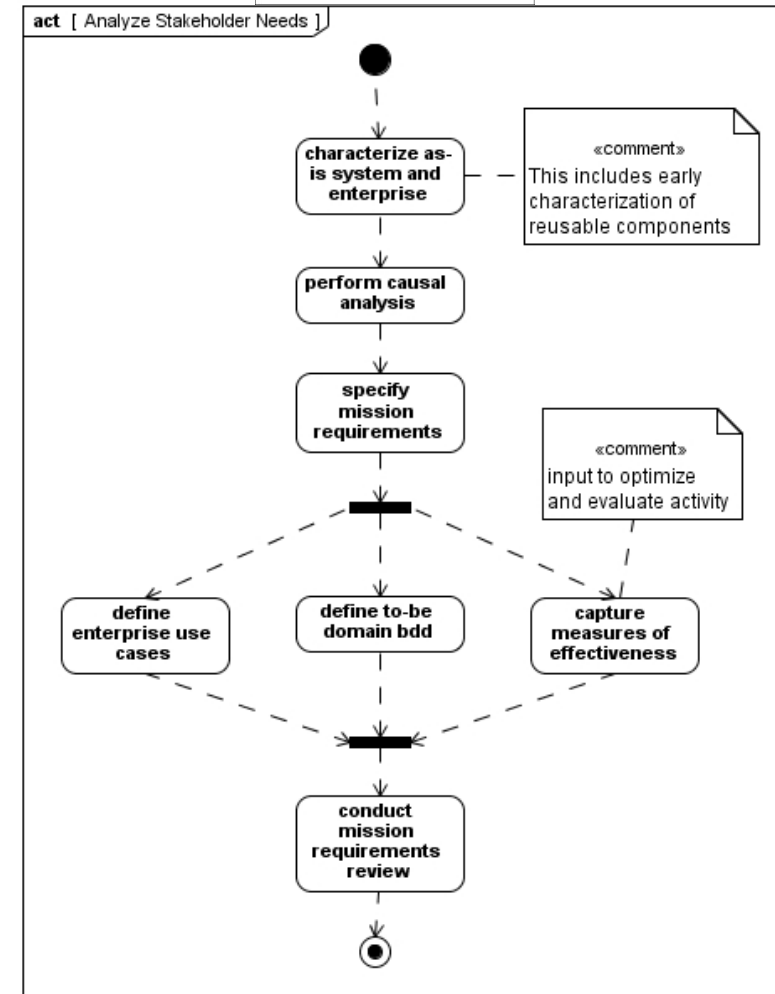 act [ Analyze Stakeholder Needs ]
characterize as-
is system and
enterprise
«comment»
This includes early
characterization of
reusable components
perform causal
analysis
specify
mission
requirements
«comment»
input to optimize
and evaluate activity
define
enterprise use
cases
define to-be
domain bdd
capture
measures of
effectiveness
conduct
mission
requirements
review